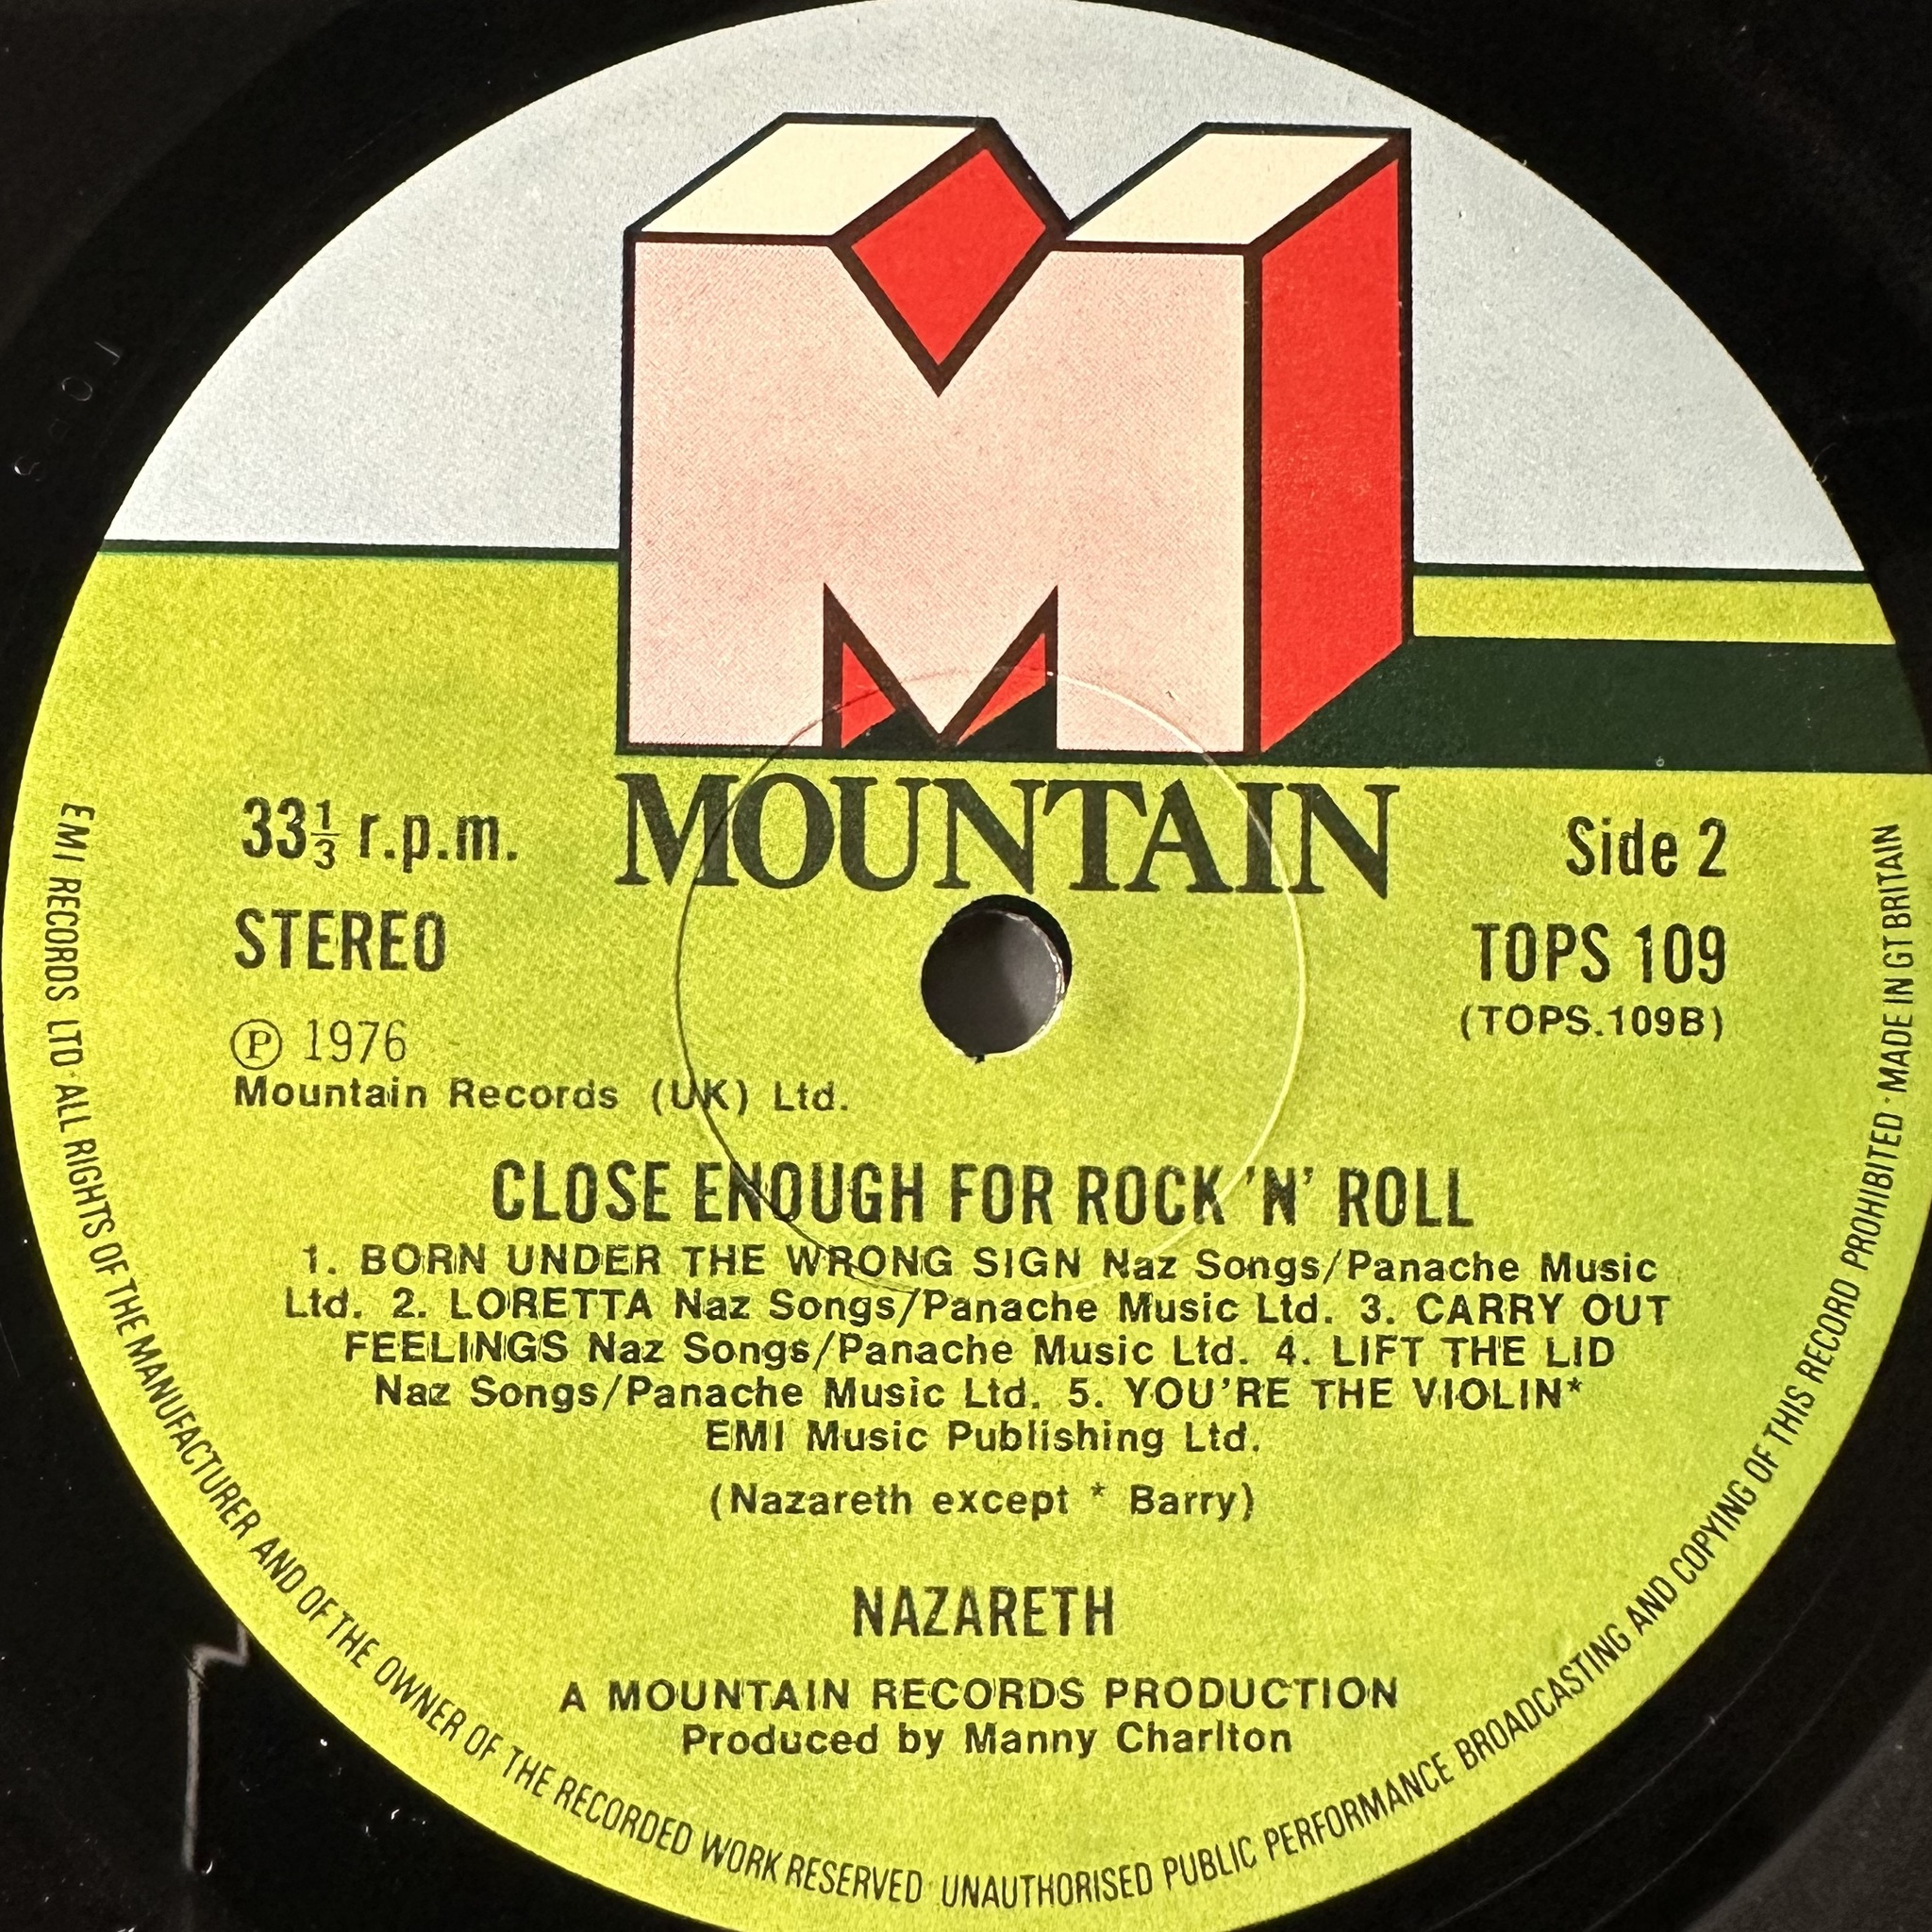 M
MOUNTAIN
33⅓ r.p.m.
STEREO
Ⓟ 1976
Mountain Records (UK) Ltd.
Side 2
TOPS 109
(TOPS.109B)
CLOSE ENOUGH FOR ROCK 'N' ROLL
1. BORN UNDER THE WRONG SIGN Naz Songs/Panache Music
Ltd. 2. LORETTA Naz Songs/Panache Music Ltd. 3. CARRY OUT
FEELINGS Naz Songs/Panache Music Ltd. 4. LIFT THE LID
Naz Songs/Panache Music Ltd. 5. YOU'RE THE VIOLIN*
EMI Music Publishing Ltd.
(Nazareth except * Barry)
NAZARETH
A MOUNTAIN RECORDS PRODUCTION
Produced by Manny Charlton
EMI RECORDS LTD · ALL RIGHTS OF THE MANUFACTURER AND OF THE OWNER OF THE RECORDED WORK RESERVED · UNAUTHORISED PUBLIC PERFORMANCE BROADCASTING AND COPYING OF THIS RECORD PROHIBITED · MADE IN GT BRITAIN